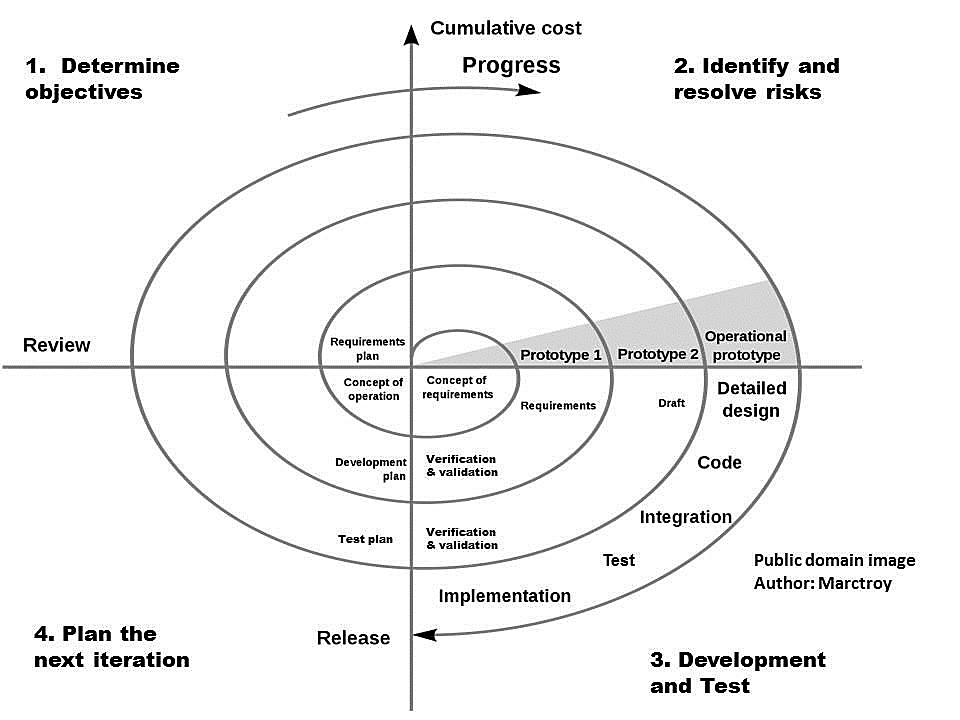 Cumulative cost
1. Determine
objectives
Progress
2. Identify and
resolve risks
Review
Requirements
plan
Prototype 1
Prototype 2
Operational
prototype
Concept of
operation
Concept of
requirements
Requirements
Draft
Detailed
design
Development
plan
Verification
& validation
Code
Test plan
Verification
& validation
Integration
Test
Implementation
Public domain image
Author: Marctroy
4. Plan the
next iteration
Release
3. Development
and Test